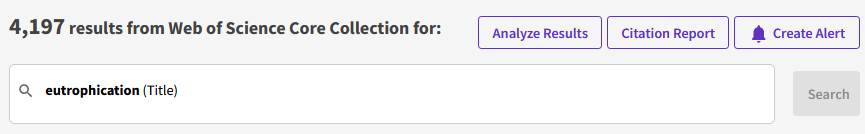 4,197 results from Web of Science Core Collection for:
Analyze Results
Citation Report
Create Alert
eutrophication (Title)
Search